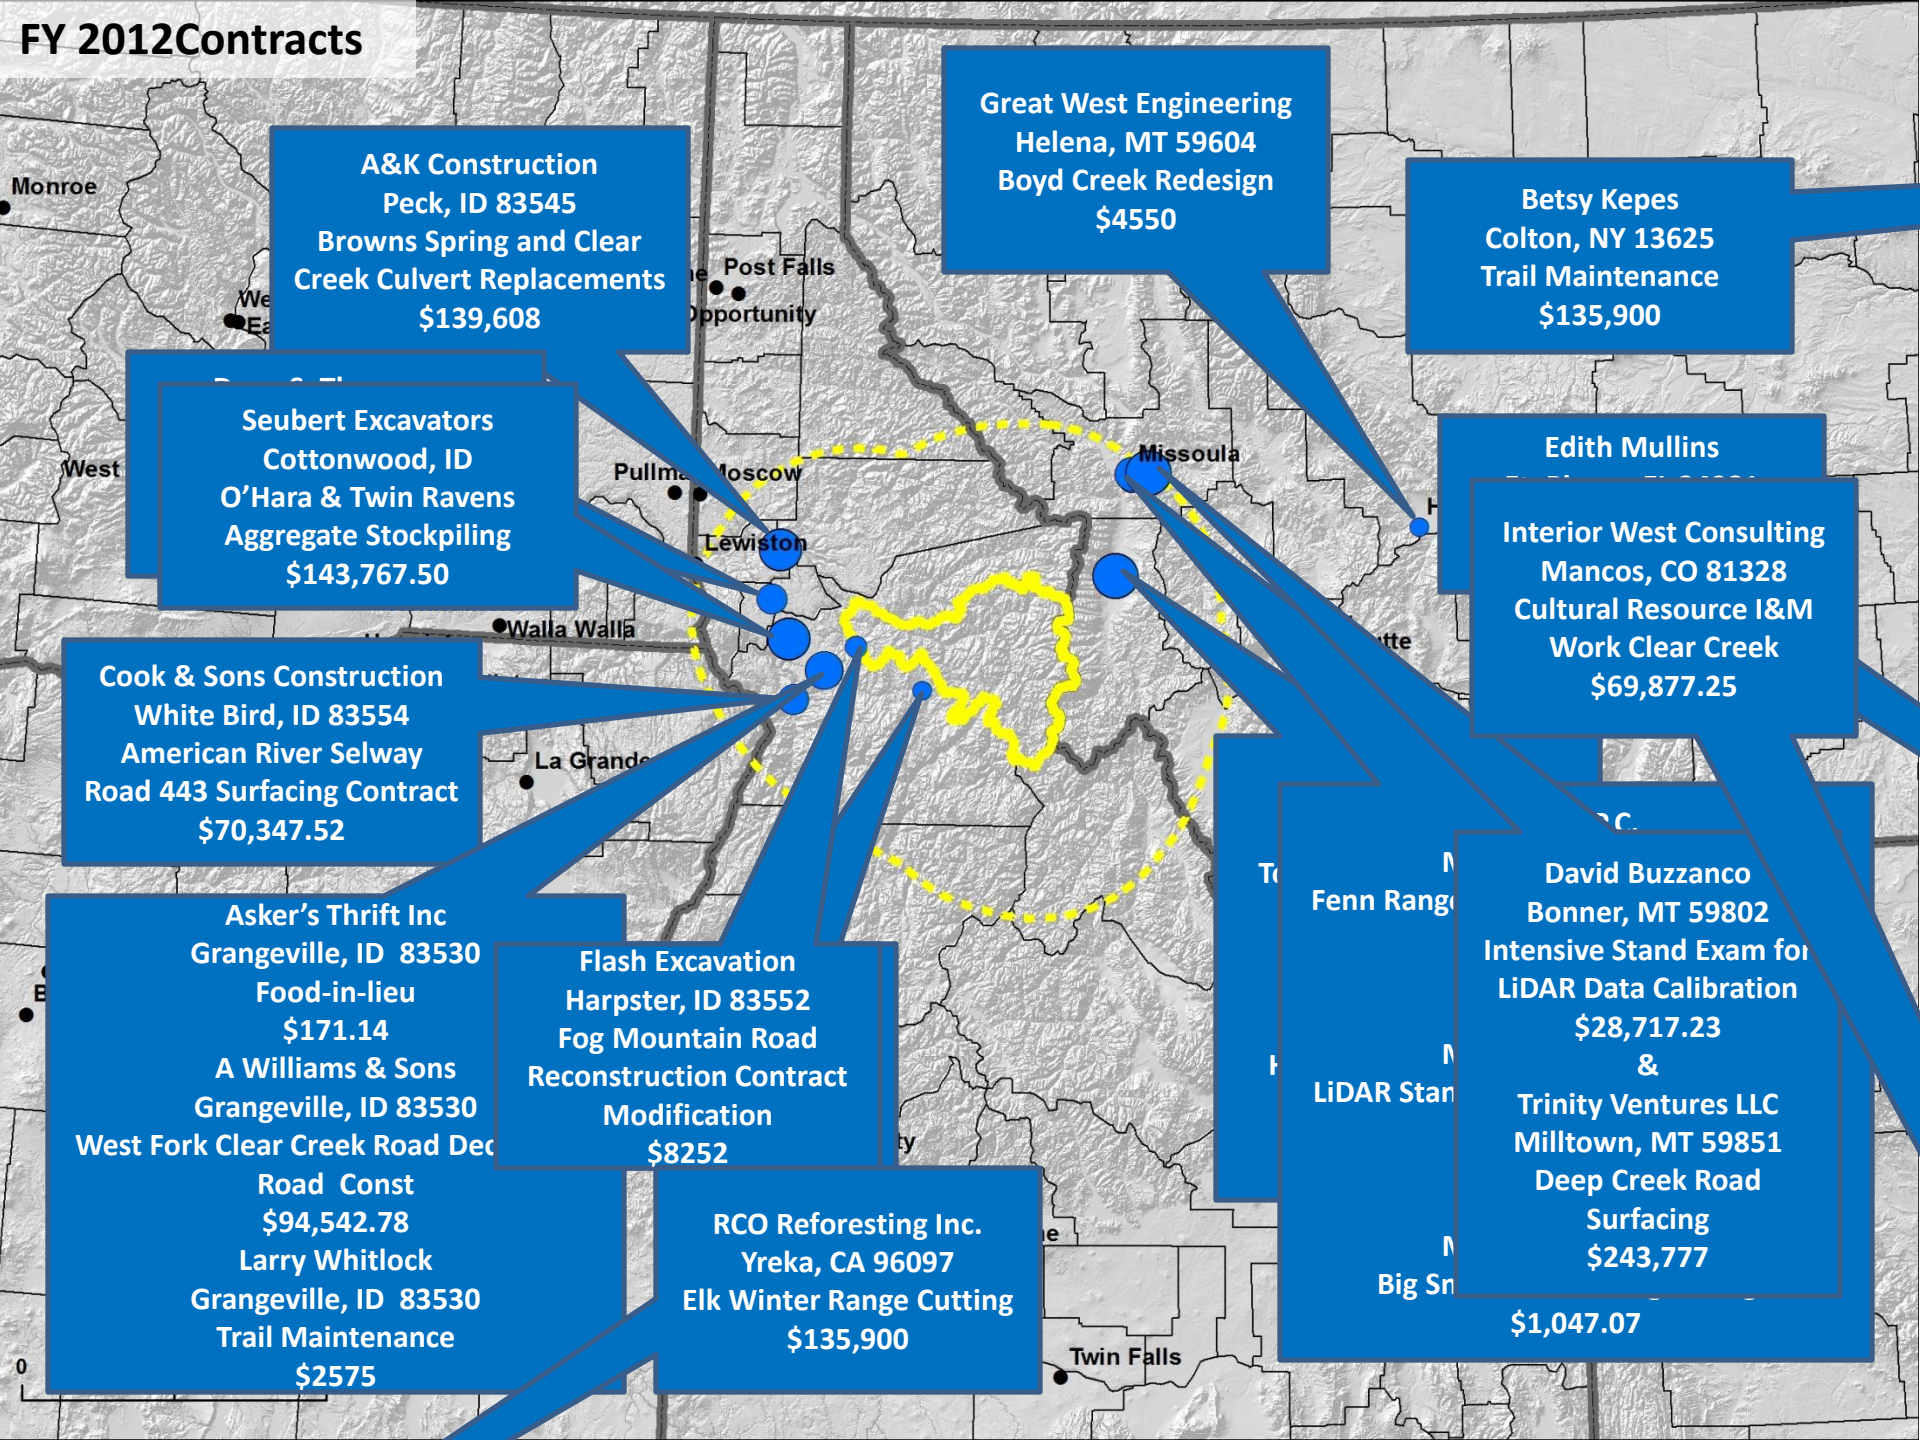 FY 2012Contracts
Monroe
A&K Construction
Peck, ID 83545
Browns Spring and Clear
Creek Culvert Replacements
$139,608
Post Falls
Great West Engineering
Helena, MT 59604
Boyd Creek Redesign
$4550
Betsy Kepes
Colton, NY 13625
Trail Maintenance
$135,900
Seubert Excavators
Cottonwood, ID
O'Hara & Twin Ravens
Aggregate Stockpiling
$143,767.50
West
Moscow
Missoula
Lewiston
Walla Walla
Edith Mullins
Interior West Consulting
Mancos, CO 81328
Cultural Resource I&M
Work Clear Creek
$69,877.25
Cook & Sons Construction
White Bird, ID 83554
American River Selway
Road 443 Surfacing Contract
$70,347.52
La Grande
Asker's Thrift Inc
Grangeville, ID 83530
Food-in-lieu
$171.14
A Williams & Sons
Grangeville, ID 83530
West Fork Clear Creek Road
Road Const
$94,542.78
Larry Whitlock
Grangeville, ID 83530
Trail Maintenance
$2575
Flash Excavation
Harpster, ID 83552
Fog Mountain Road
Reconstruction Contract
Modification
$8252
RCO Reforesting Inc.
Yreka, CA 96097
Elk Winter Range Cutting
$135,900
Fenn
LiDAR
Big
$1,047.07
David Buzzanco
Bonner, MT 59802
Intensive Stand Exam for
LiDAR Data Calibration
$28,717.23
&
Trinity Ventures LLC
Milltown, MT 59851
Deep Creek Road
Surfacing
$243,777
Twin Falls
0